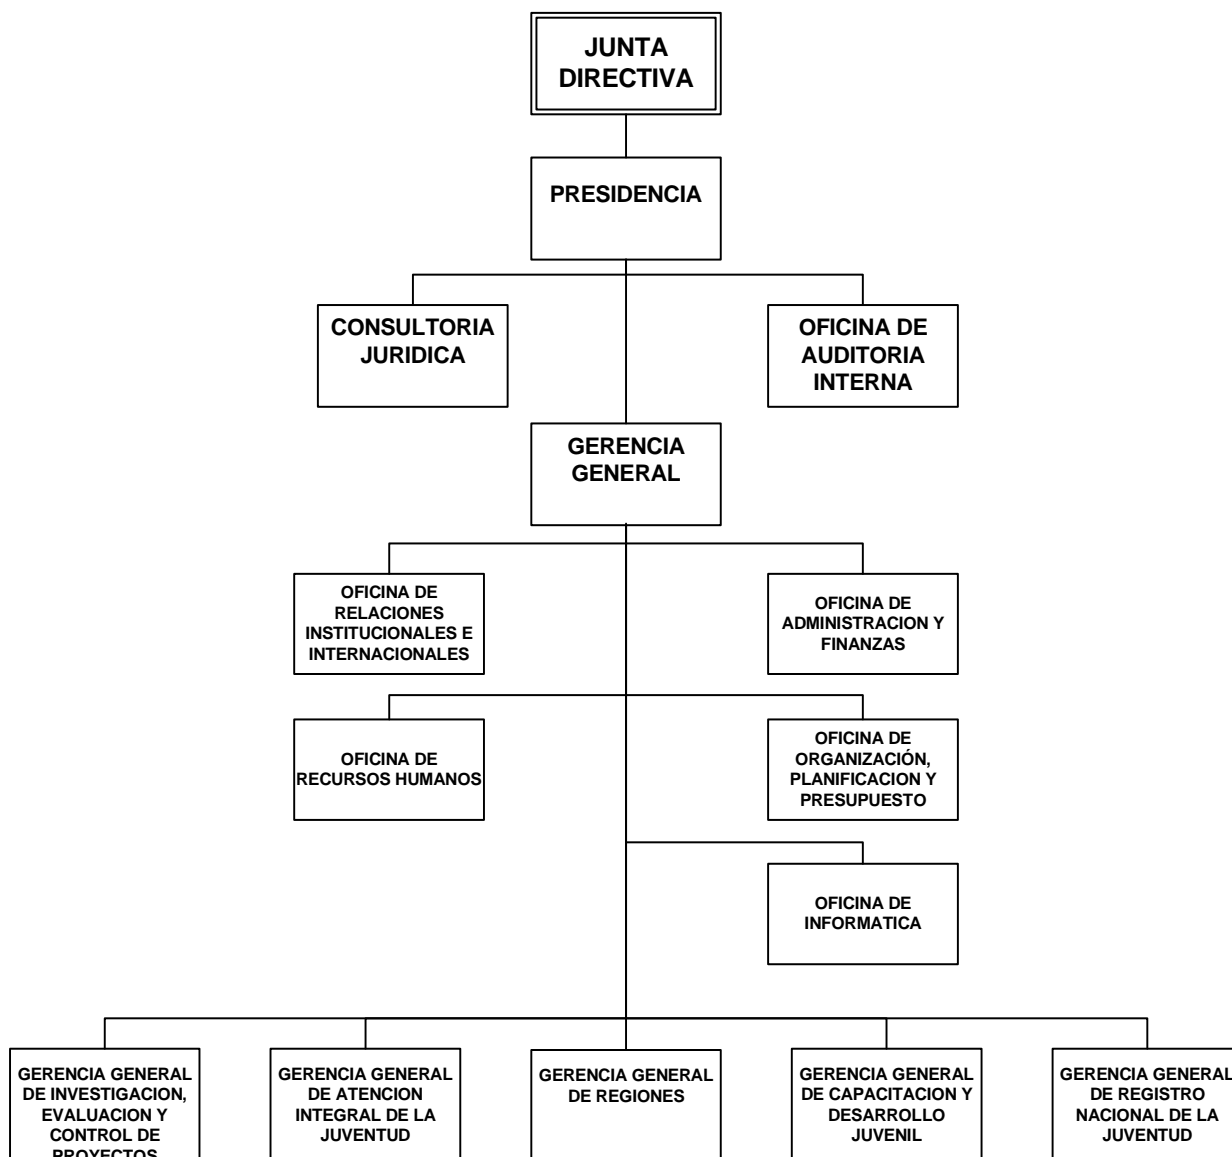 JUNTA
DIRECTIVA
PRESIDENCIA
CONSULTORIA
JURIDICA
OFICINA DE
AUDITORIA
INTERNA
GERENCIA
GENERAL
OFICINA DE
RELACIONES
INSTITUCIONALES E
INTERNACIONALES
OFICINA DE
ADMINISTRACION Y
FINANZAS
OFICINA DE
RECURSOS HUMANOS
OFICINA DE
ORGANIZACIÓN,
PLANIFICACION Y
PRESUPUESTO
OFICINA DE
INFORMATICA
GERENCIA GENERAL
DE INVESTIGACION,
EVALUACION Y
CONTROL DE
PROYECTOS
GERENCIA GENERAL
DE ATENCION
INTEGRAL DE LA
JUVENTUD
GERENCIA GENERAL
DE REGIONES
GERENCIA GENERAL
DE CAPACITACION Y
DESARROLLO
JUVENIL
GERENCIA GENERAL
DE REGISTRO
NACIONAL DE LA
JUVENTUD